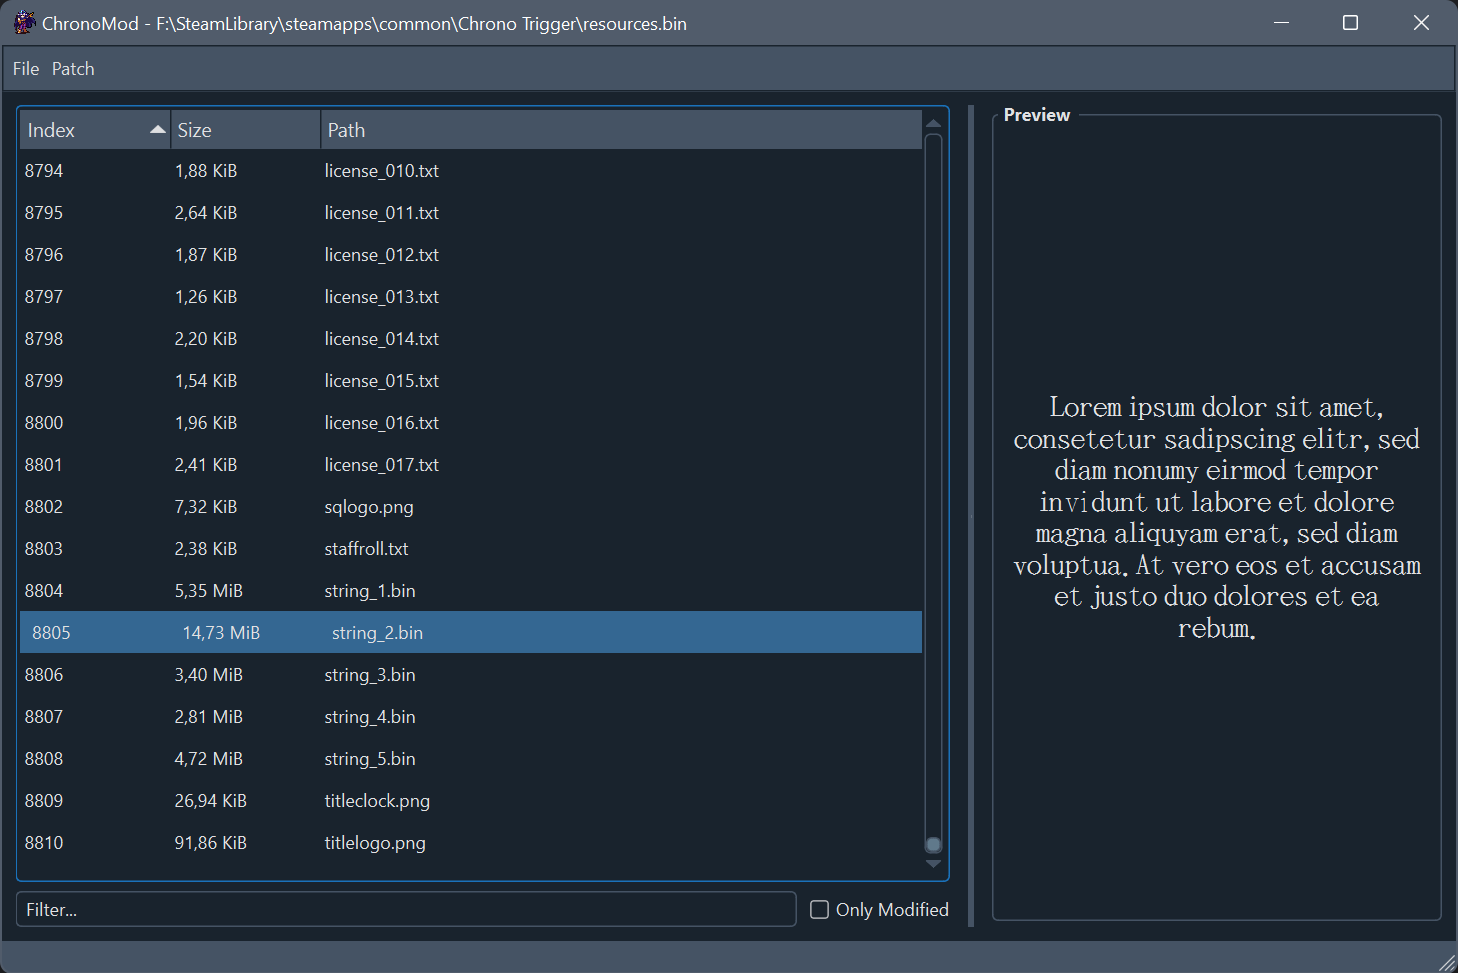 ChronoMod - F:\SteamLibrary\steamapps\common\Chrono Trigger\resources.bin
File Patch
Index Size Path
8794 1,88 KiB license_010.txt
8795 2,64 KiB license_011.txt
8796 1,87 KiB license_012.txt
8797 1,26 KiB license_013.txt
8798 2,20 KiB license_014.txt
8799 1,54 KiB license_015.txt
8800 1,96 KiB license_016.txt
8801 2,41 KiB license_017.txt
8802 7,32 KiB sqlogo.png
8803 2,38 KiB staffroll.txt
8804 5,35 MiB string_1.bin
8805 14,73 MiB string_2.bin
8806 3,40 MiB string_3.bin
8807 2,81 MiB string_4.bin
8808 4,72 MiB string_5.bin
8809 26,94 KiB titleclock.png
8810 91,86 KiB titlelogo.png
Filter...
Only Modified
Preview
Lorem ipsum dolor sit amet,
consetetur sadipscing elitr, sed
diam nonumy eirmod tempor
invidunt ut labore et dolore
magna aliquyam erat, sed diam
voluptua. At vero eos et accusam
et justo duo dolores et ea
rebum.